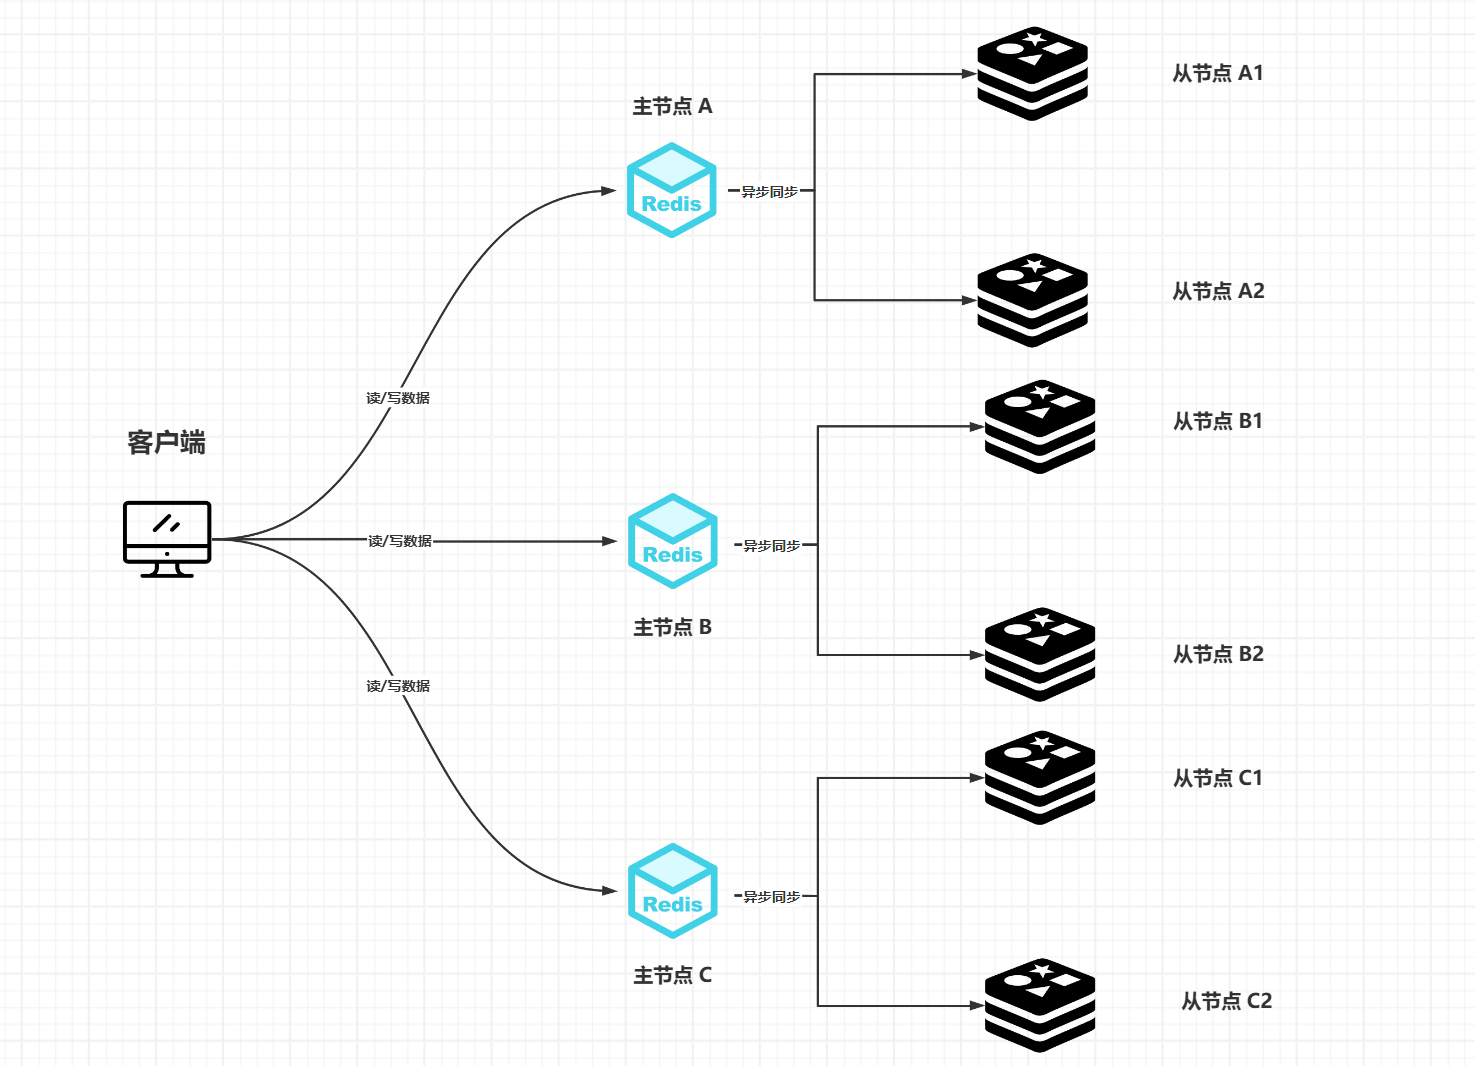 从节点 A1
主节点 A
Redis
异步同步
从节点 A2
读/写数据
从节点 B1
客户端
读/写数据
Redis
异步同步
主节点 B
从节点 B2
读/写数据
从节点 C1
Redis
异步同步
主节点 C
从节点 C2